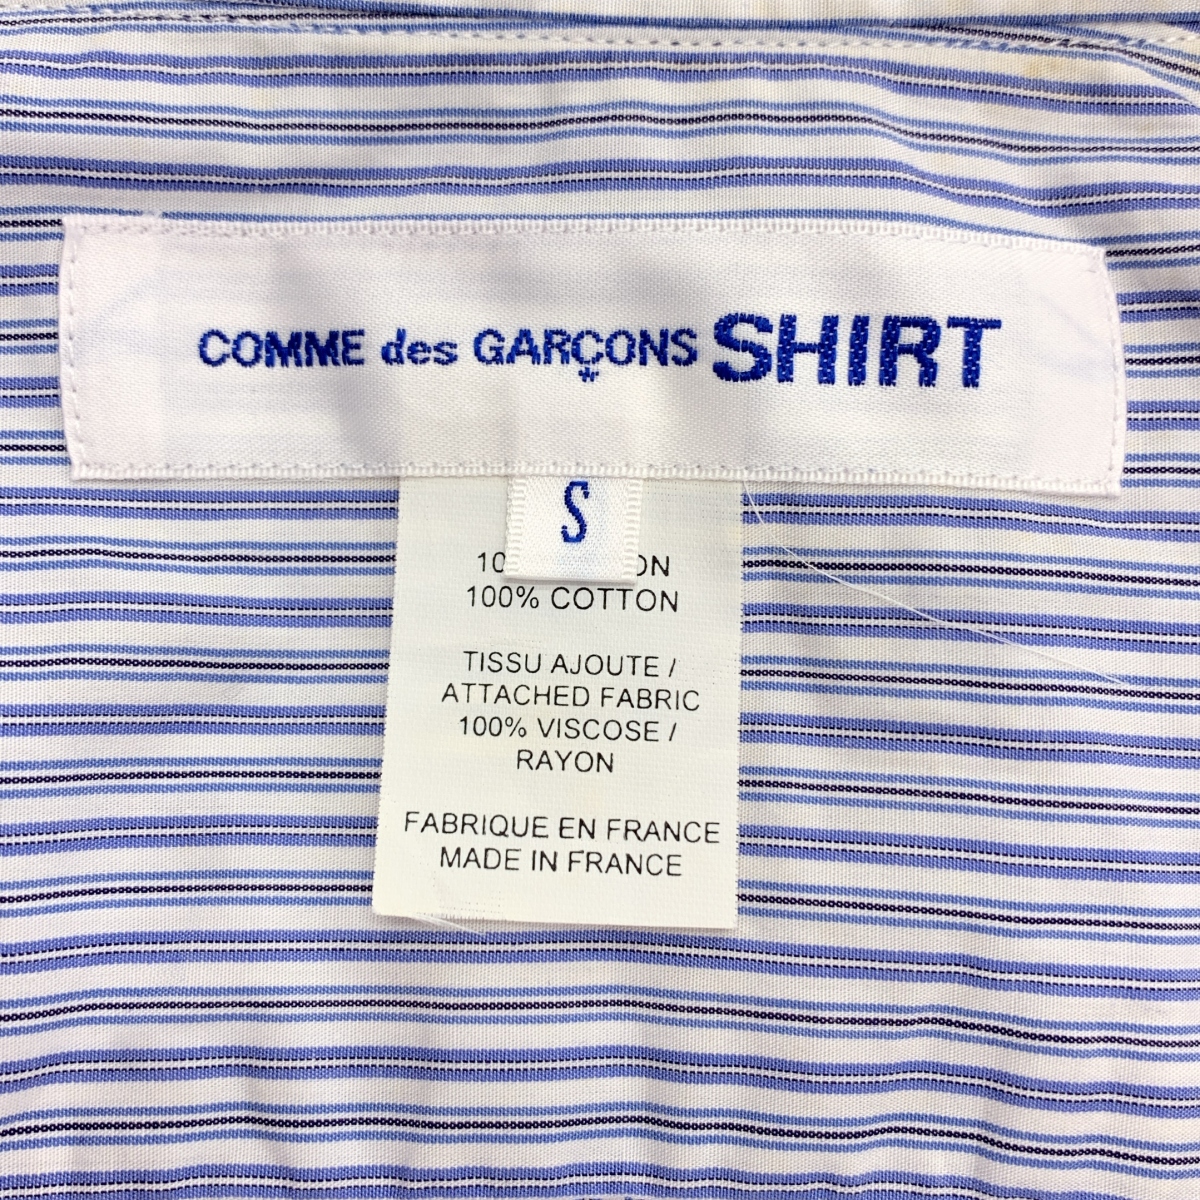 COMME des GARÇONS SHIRT
S
100% COTTON
TISSU AJOUTE /
ATTACHED FABRIC
100% VISCOSE /
RAYON
FABRIQUE EN FRANCE
MADE IN FRANCE